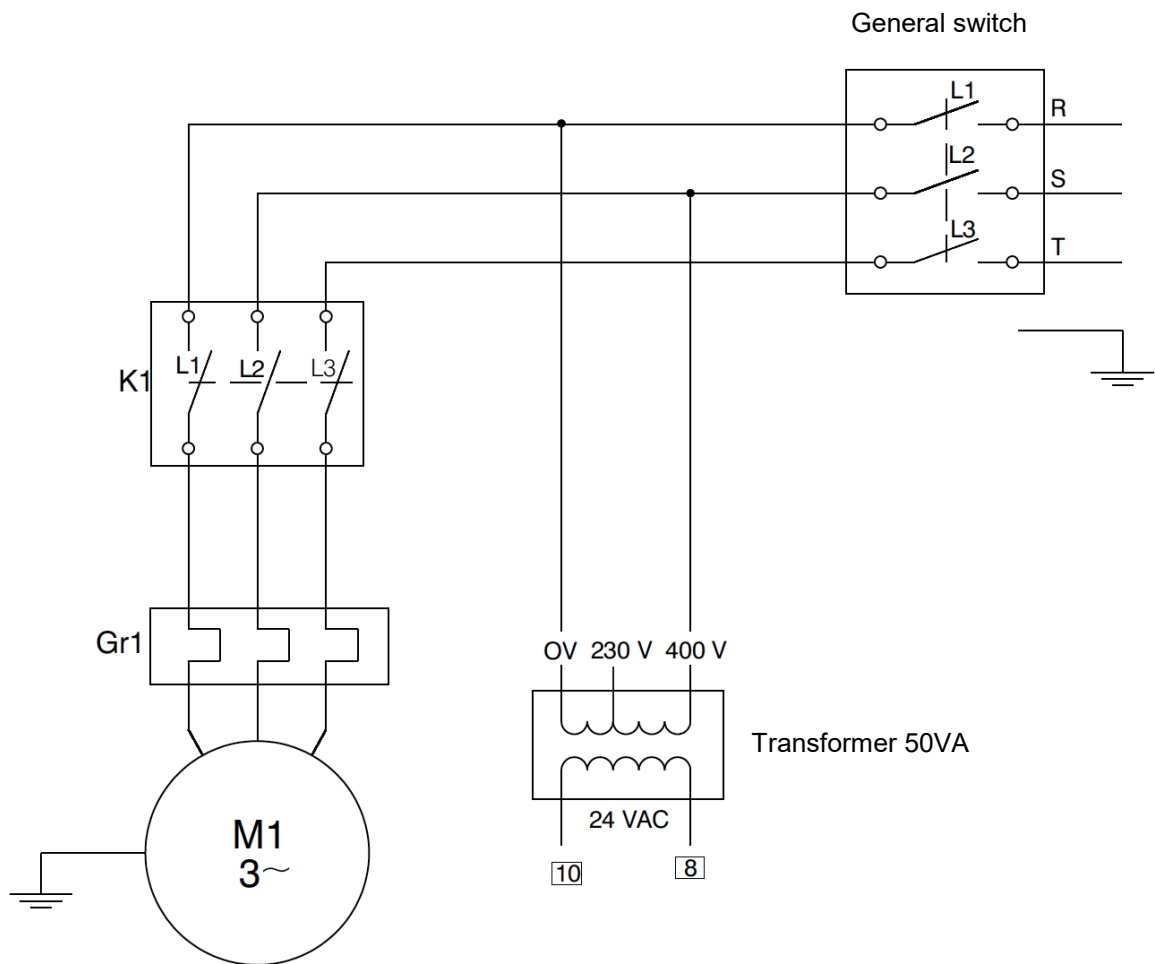 General switch
L1
R
L2
S
L3
T
K1
L1
L2
L3
Gr1
OV 230 V 400 V
Transformer 50VA
24 VAC
10
8
M1
3~